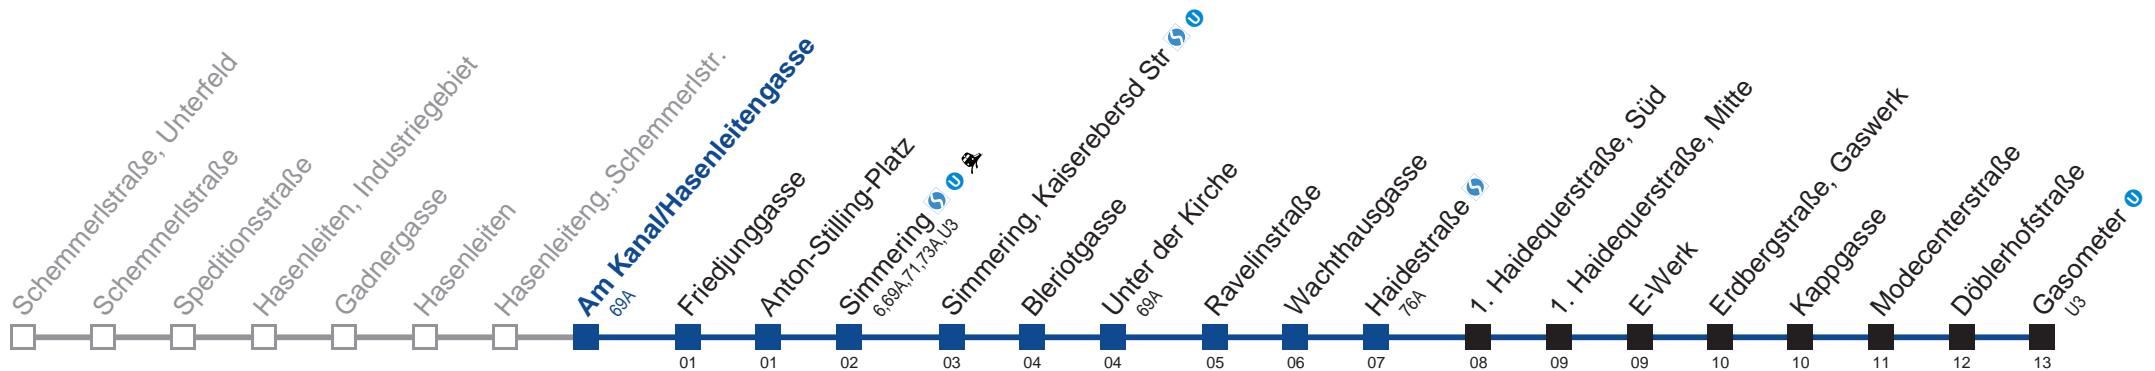 Schemmerlstraße, Unterfeld
Schemmerlstraße
Speditionsstraße
Hasenleiten, Industriegebiet
Gadnergasse
Hasenleiten
Hasenleiteng., Schemmerlstr.
Am Kanal/Hasenleitengasse
69A
Friedjunggasse
01
Anton-Stilling-Platz
01
Simmering S U
6,69A,71,73A,U3
02
Simmering, Kaiserebersd Str S U
03
Bleriotgasse
04
Unter der Kirche
69A
04
Ravelinstraße
05
Wachthausgasse
06
Haidestraße S
76A
07
1. Haidequerstraße, Süd
08
1. Haidequerstraße, Mitte
09
E-Werk
09
Erdbergstraße, Gaswerk
10
Kappgasse
10
Modecenterstraße
11
Döblerhofstraße
12
Gasometer U
U3
13